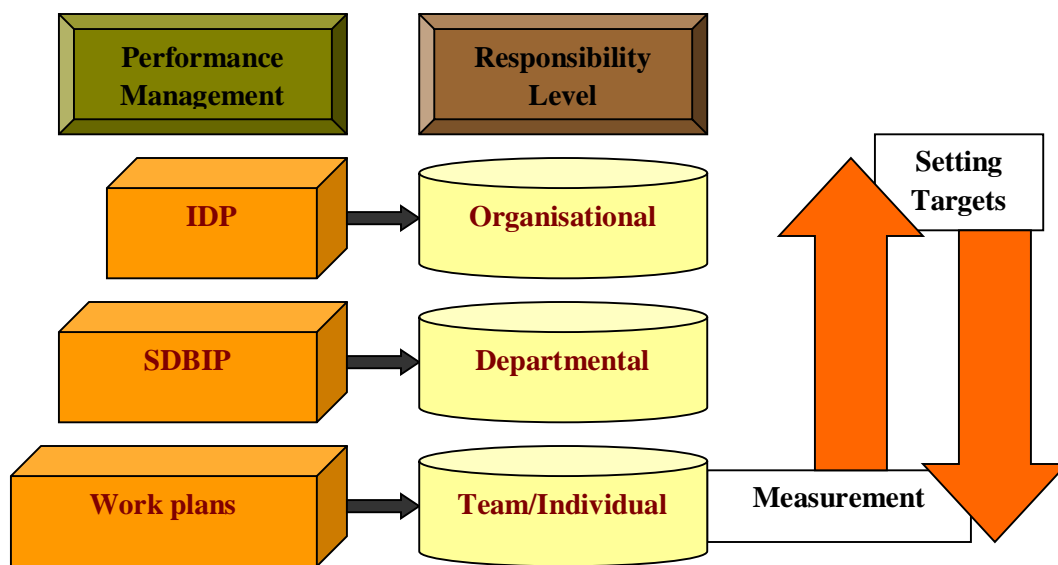 Performance
Management
Responsibility
Level
Setting
Targets
IDP
Organisational
SDBIP
Departmental
Work plans
Team/Individual
Measurement